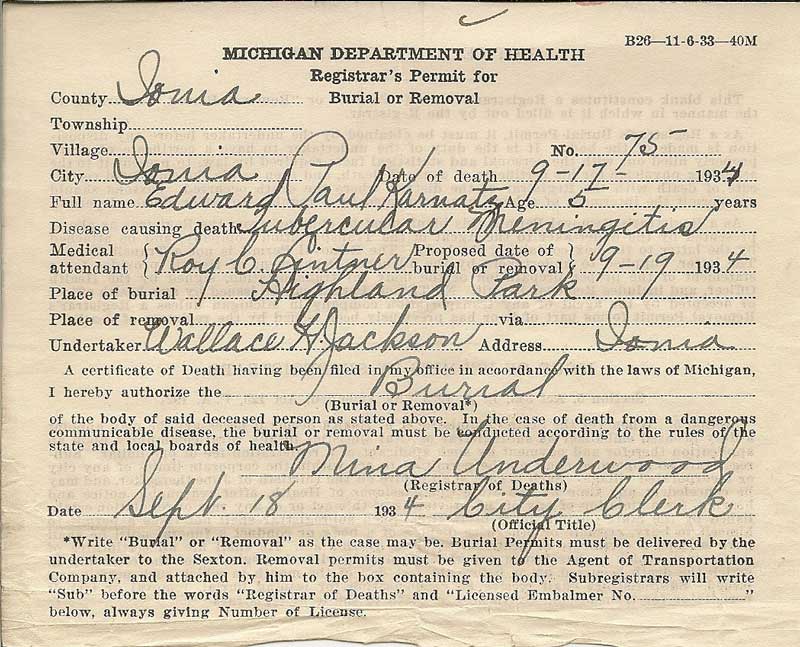 B26—11-6-33—40M
MICHIGAN DEPARTMENT OF HEALTH
Registrar's Permit for
County Ionia Burial or Removal
Township
Village No. 75
City Ionia Date of death 9-17- 1934
Full name Edward Paul Karnatz Age 5 years
Disease causing death Tubercular Meningitis
Medical attendant { Roy C. Lintner Proposed date of burial or removal } 9-19 1934
Place of burial Highland Park
Place of removal via
Undertaker Wallace H. Jackson Address Ionia
A certificate of Death having been filed in my office in accordance with the laws of Michigan,
I hereby authorize the Burial
(Burial or Removal*)
of the body of said deceased person as stated above. In the case of death from a dangerous
communicable disease, the burial or removal must be conducted according to the rules of the
state and local boards of health.
Mina Underwood
(Registrar of Deaths)
Date Sept. 18 1934 City Clerk
(Official Title)
*Write "Burial" or "Removal" as the case may be. Burial Permits must be delivered by the
undertaker to the Sexton. Removal permits must be given to the Agent of Transportation
Company, and attached by him to the box containing the body. Subregistrars will write
"Sub" before the words "Registrar of Deaths" and "Licensed Embalmer No. "
below, always giving Number of License.